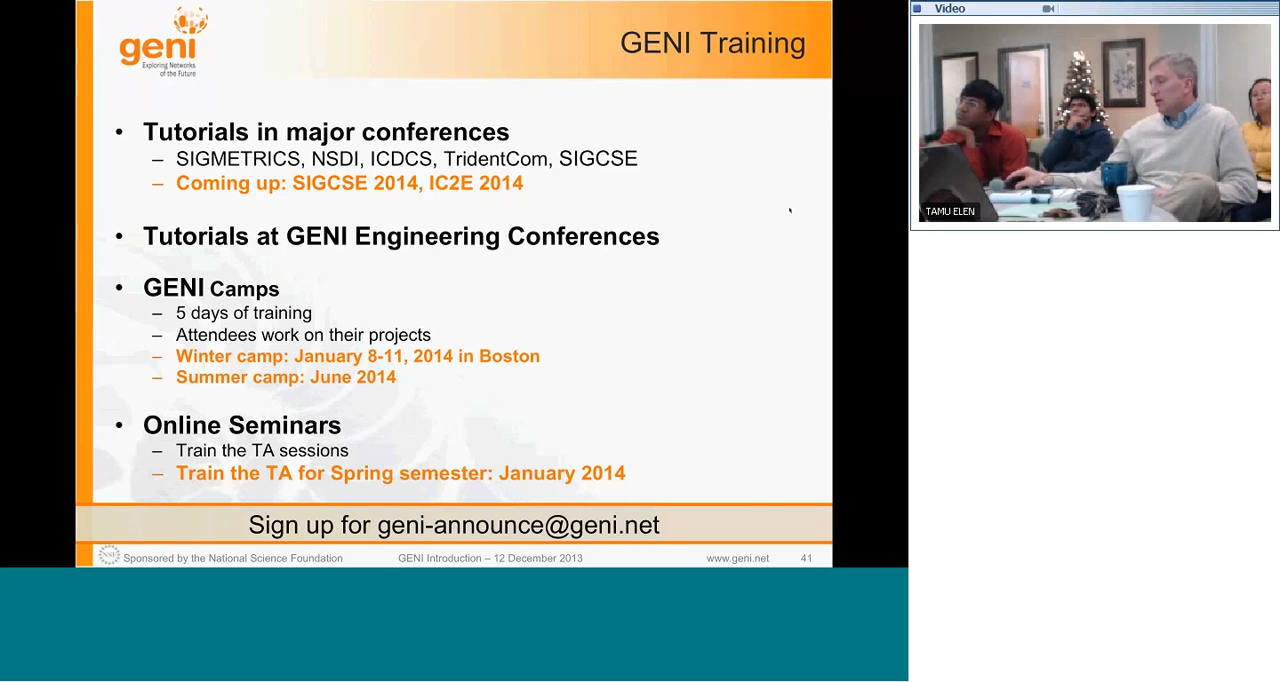 geni
Exploring Networks
of the Future
GENI Training
• Tutorials in major conferences
– SIGMETRICS, NSDI, ICDCS, TridentCom, SIGCSE
– Coming up: SIGCSE 2014, IC2E 2014
• Tutorials at GENI Engineering Conferences
• GENI Camps
– 5 days of training
– Attendees work on their projects
– Winter camp: January 8-11, 2014 in Boston
– Summer camp: June 2014
• Online Seminars
– Train the TA sessions
– Train the TA for Spring semester: January 2014
Sign up for geni-announce@geni.net
NSF Sponsored by the National Science Foundation GENI Introduction – 12 December 2013 www.geni.net 41
Video
TAMU ELEN